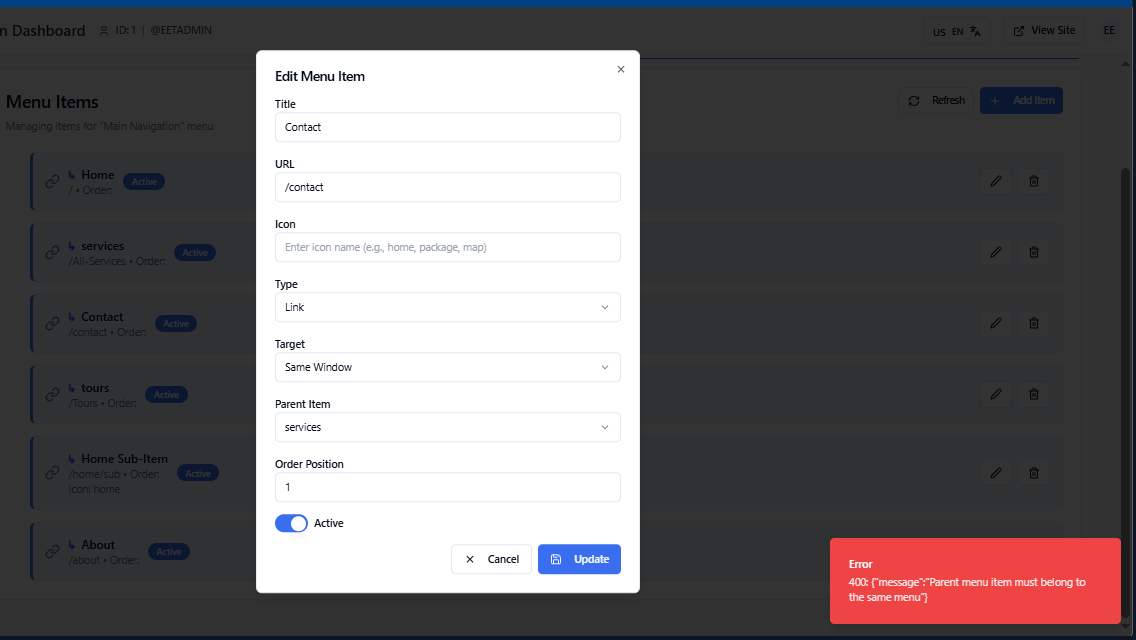 n Dashboard ID: 1 | @EETADMIN US EN View Site EE
Menu Items Refresh + Add Item
Managing items for "Main Navigation" menu
↳ Home Active
/ • Order:
↳ services Active
/All-Services • Order:
↳ Contact Active
/contact • Order:
↳ tours Active
/Tours • Order:
↳ Home Sub-Item Active
/home/sub • Order:
Icon: home
↳ About Active
/about • Order:
Edit Menu Item
Title
Contact
URL
/contact
Icon
Enter icon name (e.g., home, package, map)
Type
Link
Target
Same Window
Parent Item
services
Order Position
1
Active
Cancel Update
Error
400: {"message":"Parent menu item must belong to
the same menu"}